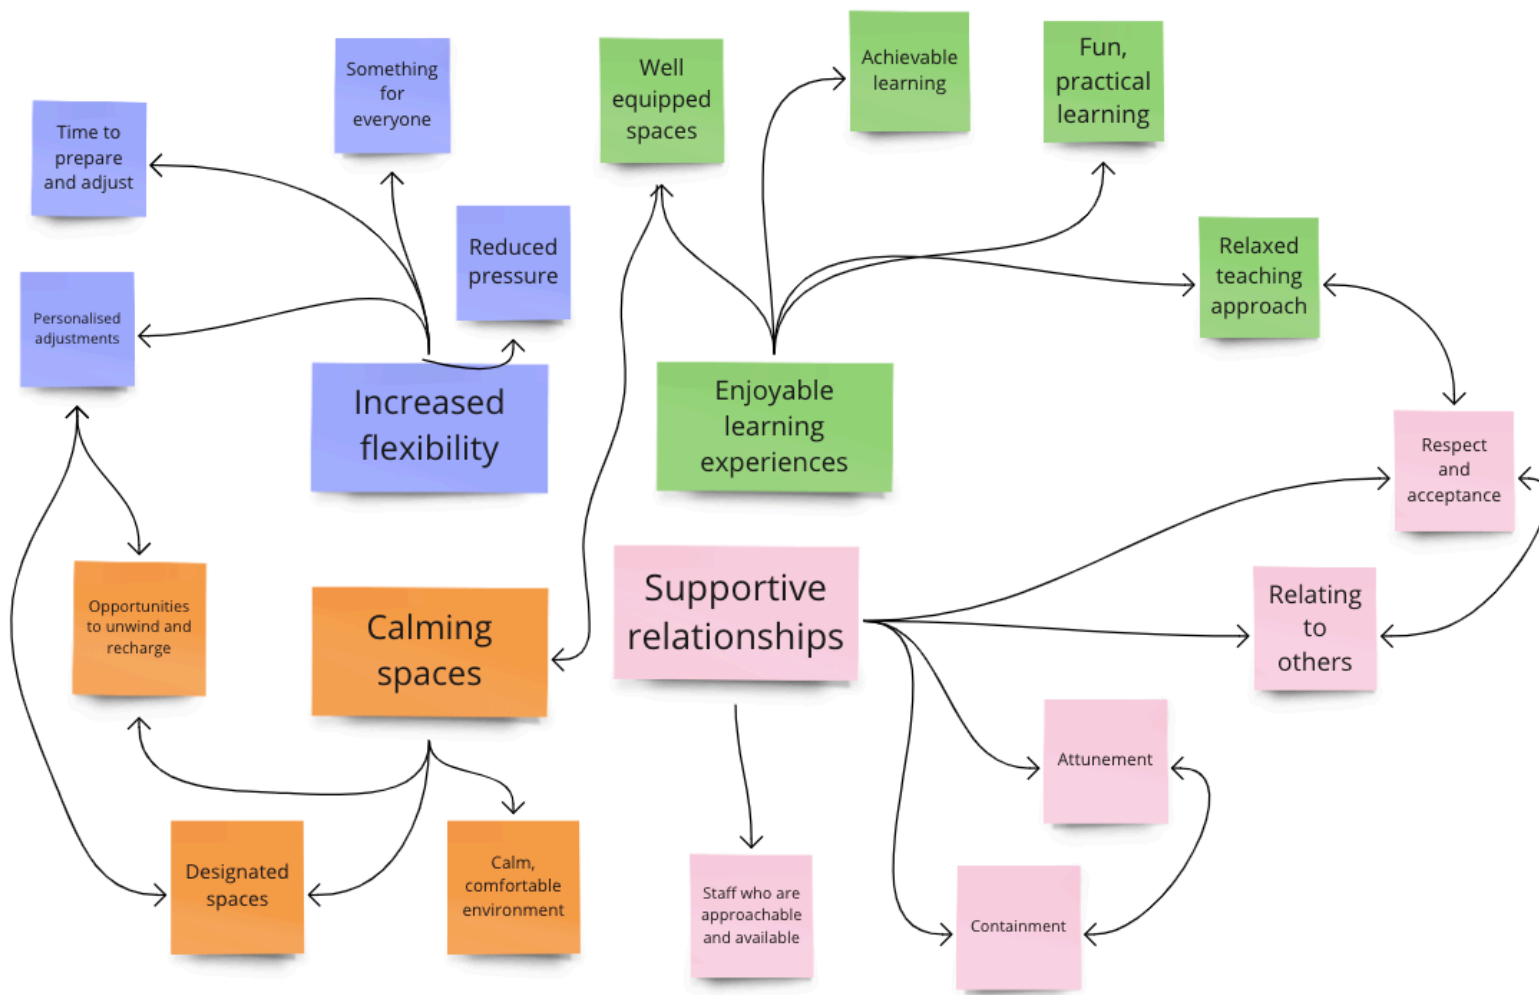 Something
for
everyone
Time to
prepare
and adjust
Reduced
pressure
Personalised
adjustments
Increased
flexibility
Well
equipped
spaces
Achievable
learning
Fun,
practical
learning
Relaxed
teaching
approach
Enjoyable
learning
experiences
Respect
and
acceptance
Opportunities
to unwind and
recharge
Calming
spaces
Designated
spaces
Calm,
comfortable
environment
Supportive
relationships
Relating
to
others
Attunement
Containment
Staff who are
approachable
and available